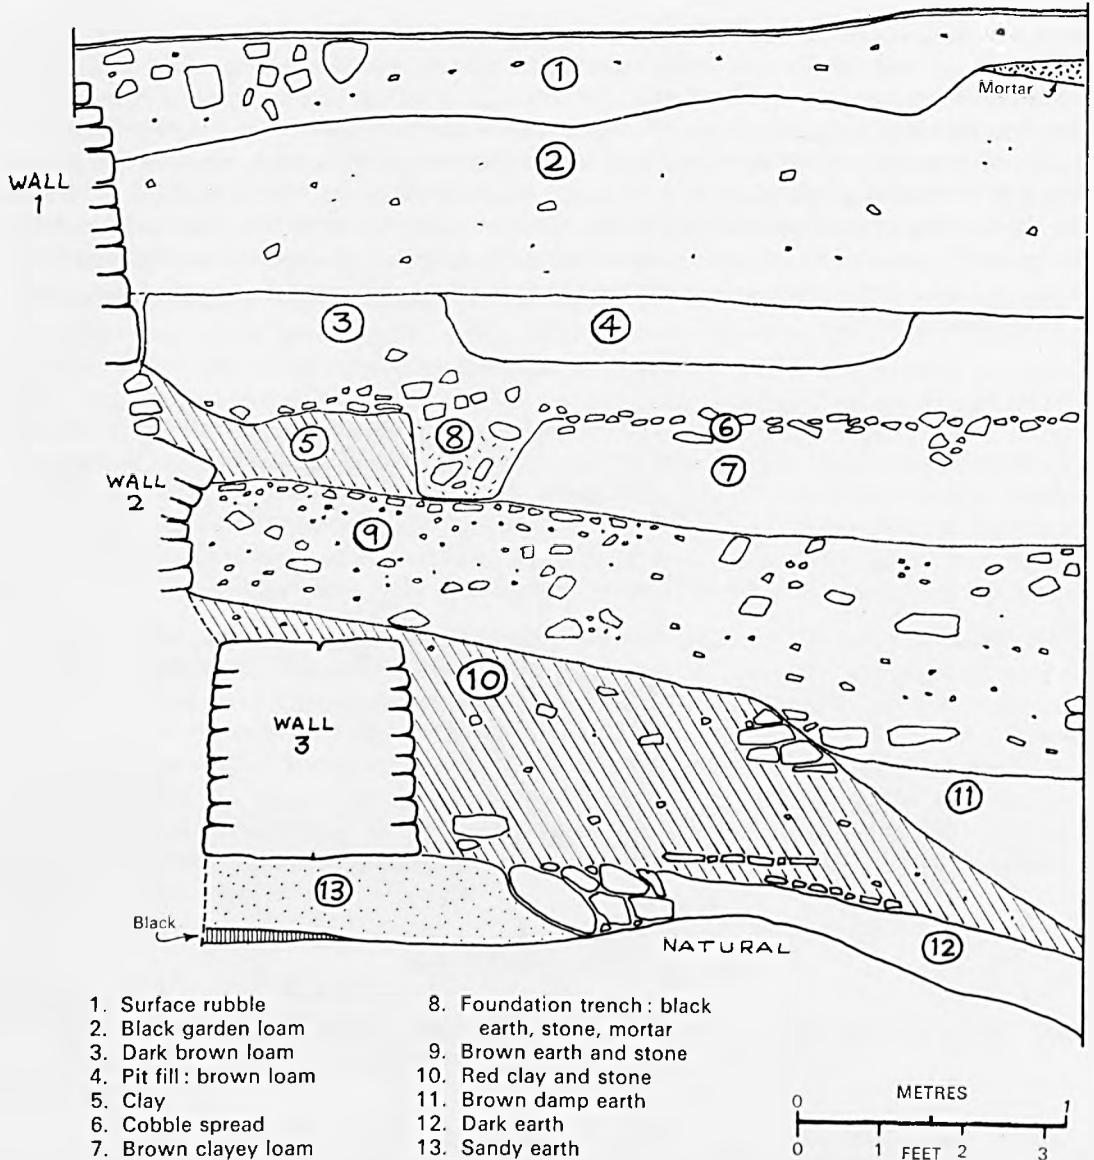 1
Mortar
2
WALL
1
3
4
5
8
6
7
WALL
2
9
10
WALL
3
11
13
Black
NATURAL
12
1. Surface rubble
2. Black garden loam
3. Dark brown loam
4. Pit fill : brown loam
5. Clay
6. Cobble spread
7. Brown clayey loam
8. Foundation trench : black
earth, stone, mortar
9. Brown earth and stone
10. Red clay and stone
11. Brown damp earth
12. Dark earth
13. Sandy earth
METRES
0 1
0 1 2 3
FEET